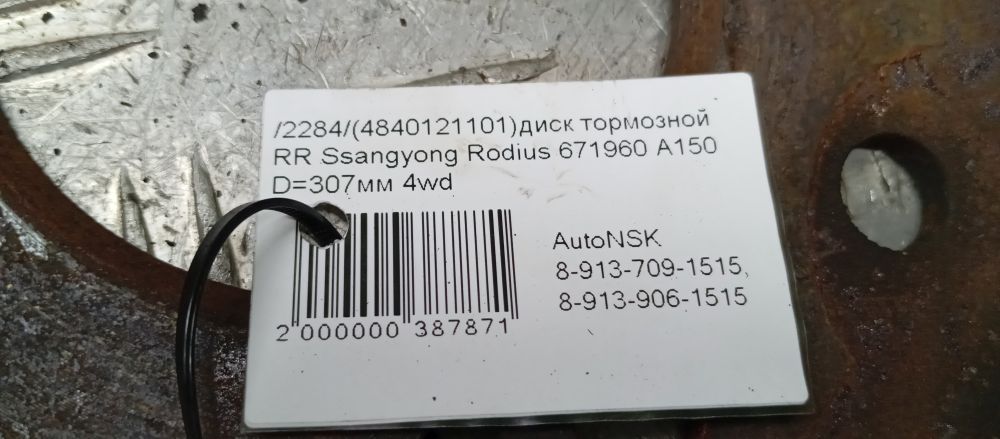 /2284/(4840121101)диск тормозной
RR Ssangyong Rodius 671960 A150
D=307мм 4wd
AutoNSK
8-913-709-1515,
8-913-906-1515
2 000000 387871